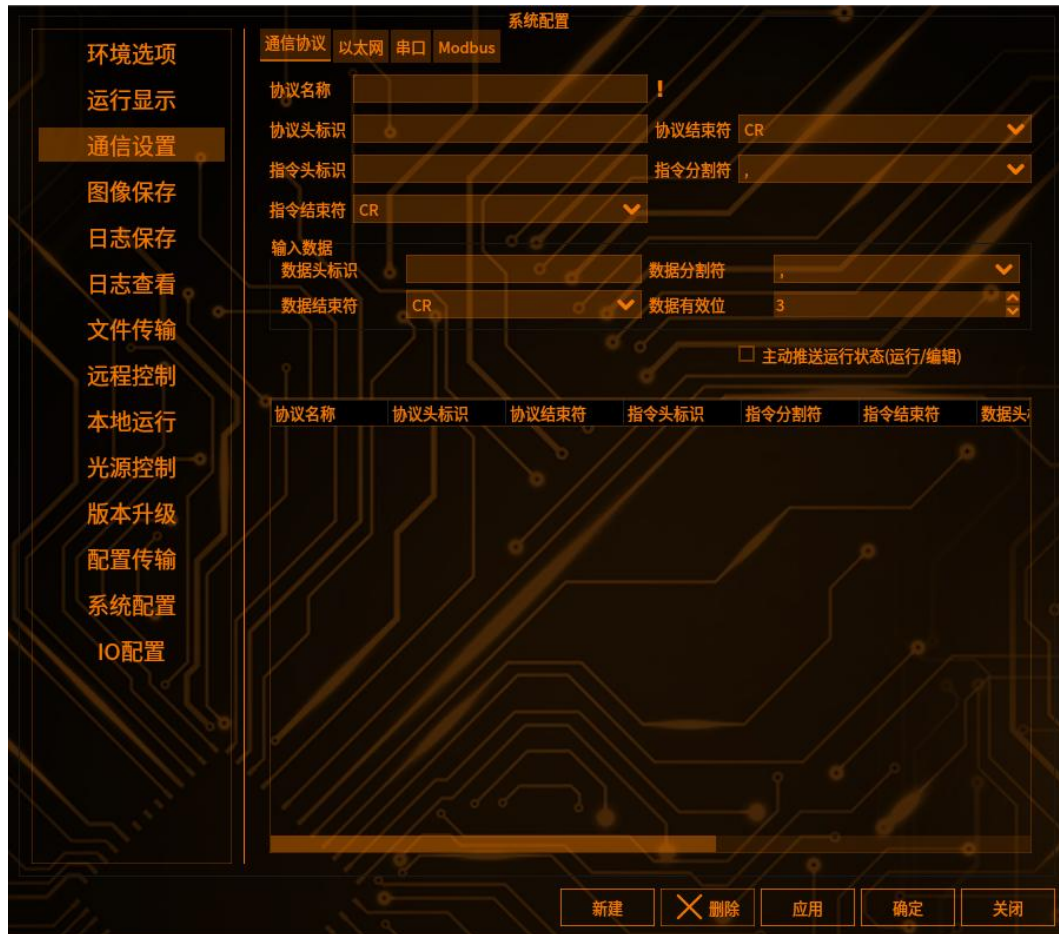 系统配置
环境选项
运行显示
通信设置
图像保存
日志保存
日志查看
文件传输
远程控制
本地运行
光源控制
版本升级
配置传输
系统配置
IO配置
通信协议 以太网 串口 Modbus
协议名称 !
协议头标识 协议结束符 CR
指令头标识 指令分割符 ,
指令结束符 CR
输入数据
数据头标识 数据分割符 ,
数据结束符 CR 数据有效位 3
主动推送运行状态(运行/编辑)
协议名称 协议头标识 协议结束符 指令头标识 指令分割符 指令结束符 数据头
新建 删除 应用 确定 关闭